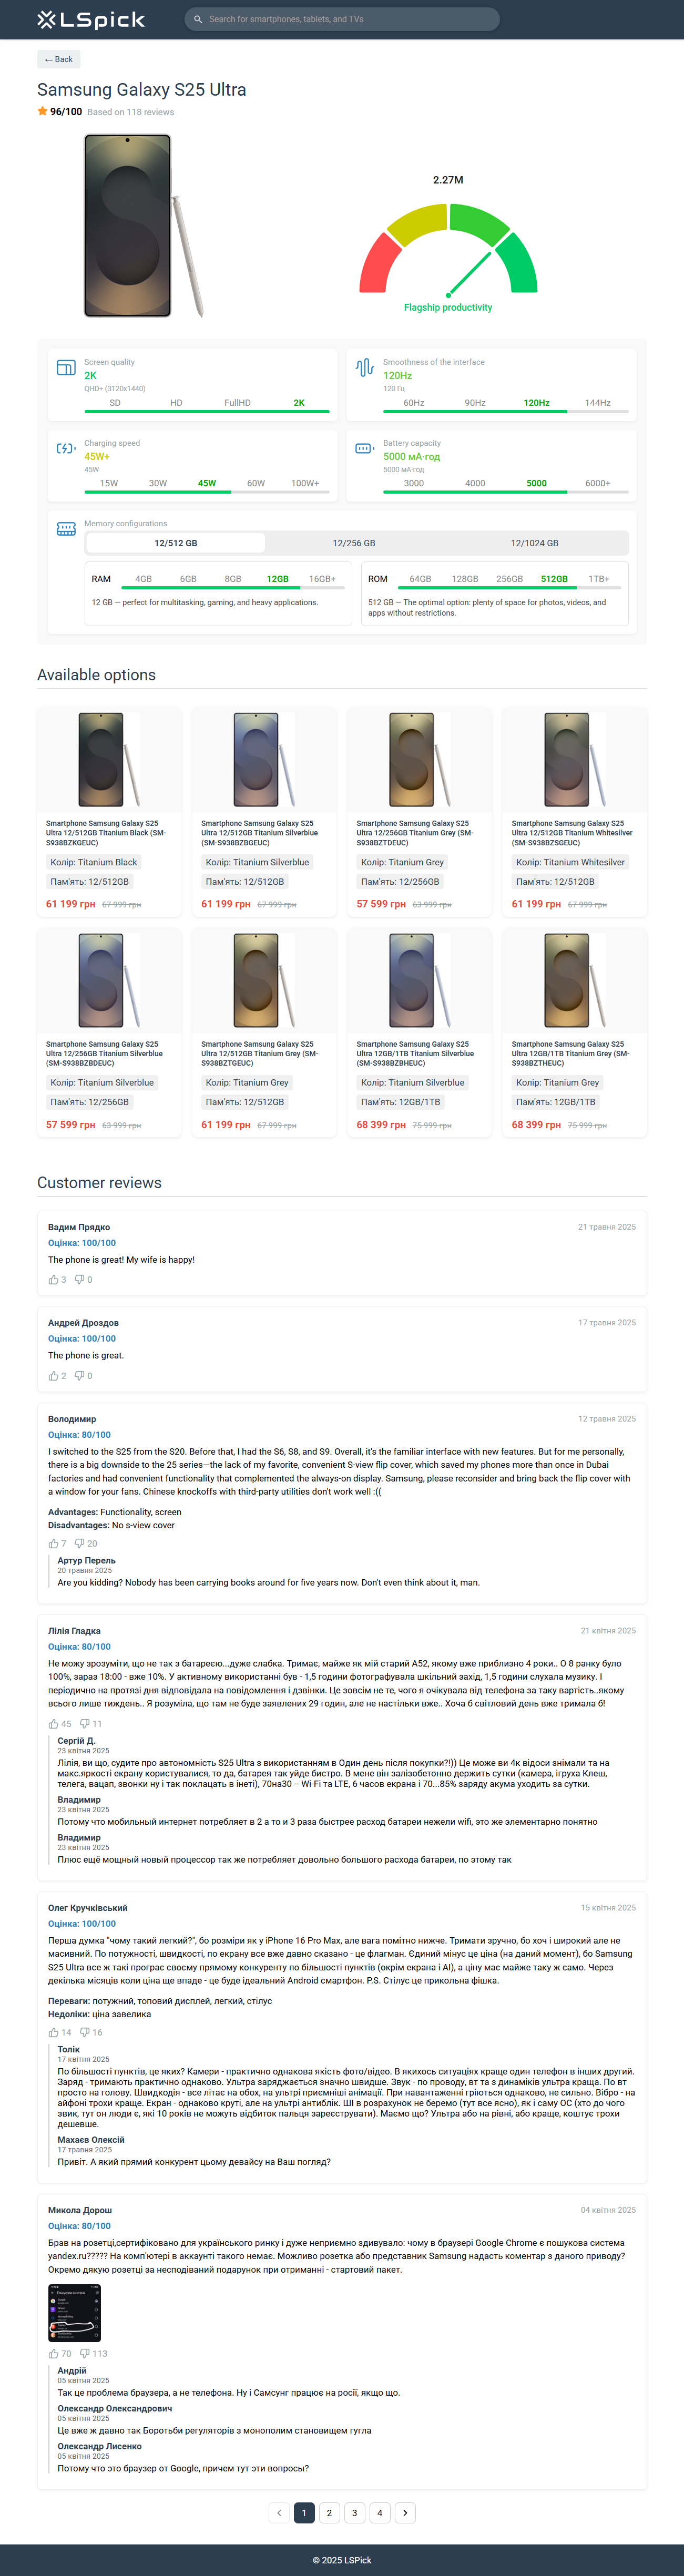 LSpick
Search for smartphones, tablets, and TVs
← Back
Samsung Galaxy S25 Ultra
96/100 Based on 118 reviews
2.27M
Flagship productivity
Screen quality
2K
QHD+ (3120x1440)
SD HD FullHD 2K
Smoothness of the interface
120Hz
120 Гц
60Hz 90Hz 120Hz 144Hz
Charging speed
45W+
45W
15W 30W 45W 60W 100W+
Battery capacity
5000 мА·год
5000 мА·год
3000 4000 5000 6000+
Memory configurations
12/512 GB 12/256 GB 12/1024 GB
RAM 4GB 6GB 8GB 12GB 16GB+
12 GB — perfect for multitasking, gaming, and heavy applications.
ROM 64GB 128GB 256GB 512GB 1TB+
512 GB — The optimal option: plenty of space for photos, videos, and
apps without restrictions.
Available options
Smartphone Samsung Galaxy S25
Ultra 12/512GB Titanium Black (SM-
S938BZKGEUC)
Колір: Titanium Black
Пам'ять: 12/512GB
61 199 грн 67 999 грн
Smartphone Samsung Galaxy S25
Ultra 12/512GB Titanium Silverblue
(SM-S938BZBGEUC)
Колір: Titanium Silverblue
Пам'ять: 12/512GB
61 199 грн 67 999 грн
Smartphone Samsung Galaxy S25
Ultra 12/256GB Titanium Grey (SM-
S938BZTDEUC)
Колір: Titanium Grey
Пам'ять: 12/256GB
57 599 грн 63 999 грн
Smartphone Samsung Galaxy S25
Ultra 12/512GB Titanium Whitesilver
(SM-S938BZSGEUC)
Колір: Titanium Whitesilver
Пам'ять: 12/512GB
61 199 грн 67 999 грн
Smartphone Samsung Galaxy S25
Ultra 12/256GB Titanium Silverblue
(SM-S938BZBDEUC)
Колір: Titanium Silverblue
Пам'ять: 12/256GB
57 599 грн 63 999 грн
Smartphone Samsung Galaxy S25
Ultra 12/512GB Titanium Grey (SM-
S938BZTGEUC)
Колір: Titanium Grey
Пам'ять: 12/512GB
61 199 грн 67 999 грн
Smartphone Samsung Galaxy S25
Ultra 12GB/1TB Titanium Silverblue
(SM-S938BZBHEUC)
Колір: Titanium Silverblue
Пам'ять: 12GB/1TB
68 399 грн 75 999 грн
Smartphone Samsung Galaxy S25
Ultra 12GB/1TB Titanium Grey (SM-
S938BZTHEUC)
Колір: Titanium Grey
Пам'ять: 12GB/1TB
68 399 грн 75 999 грн
Customer reviews
Вадим Прядко 21 травня 2025
Оцінка: 100/100
The phone is great! My wife is happy!
3 0
Андрей Дроздов 17 травня 2025
Оцінка: 100/100
The phone is great.
2 0
Володимир 12 травня 2025
Оцінка: 80/100
I switched to the S25 from the S20. Before that, I had the S6, S8, and S9. Overall, it's the familiar interface with new features. But for me personally,
there is a big downside to the 25 series—the lack of my favorite, convenient S-view flip cover, which saved my phones more than once in Dubai
factories and had convenient functionality that complemented the always-on display. Samsung, please reconsider and bring back the flip cover with
a window for your fans. Chinese knockoffs with third-party utilities don't work well :((
Advantages: Functionality, screen
Disadvantages: No s-view cover
7 20
Артур Перель
20 травня 2025
Are you kidding? Nobody has been carrying books around for five years now. Don't even think about it, man.
Лілія Гладка 21 квітня 2025
Оцінка: 80/100
Не можу зрозуміти, що не так з батареєю...дуже слабка. Тримає, майже як мій старий А52, якому вже приблизно 4 роки.. О 8 ранку було
100%, зараз 18:00 - вже 10%. У активному використанні був - 1,5 години фотографувала шкільний захід, 1,5 години слухала музику. І
періодично на протязі дня відповідала на повідомлення і дзвінки. Це зовсім не те, чого я очікувала від телефона за таку вартість..якому
всього лише тиждень.. Я розуміла, що там не буде заявлених 29 годин, але не настільки вже.. Хоча б світловий день вже тримала б!
45 11
Сергій Д.
23 квітня 2025
Лілія, ви що, судите про автономність S25 Ultra з використанням в Один день після покупки?!)) Це може ви 4к відоси знімали та на
макс.яркості екрану користувалися, то да, батарея так уйде бистро. В мене він залізобетонно держить сутки (камера, ігруха Клеш,
телега, вацап, звонки ну і так поклацать в інеті), 70на30 -- Wi-Fi та LTE, 6 часов екрана і 70...85% заряду акума уходить за сутки.
Владимир
23 квітня 2025
Потому что мобильный интернет потребляет в 2 а то и 3 раза быстрее расход батареи нежели wifi, это же элементарно понятно
Владимир
23 квітня 2025
Плюс ещё мощный новый процессор так же потребляет довольно большого расхода батареи, по этому так
Олег Кручківський 15 квітня 2025
Оцінка: 100/100
Перша думка "чому такий легкий?", бо розміри як у iPhone 16 Pro Max, але вага помітно нижче. Тримати зручно, бо хоч і широкий але не
масивний. По потужності, швидкості, по екрану все вже давно сказано - це флагман. Єдиний мінус це ціна (на даний момент), бо Samsung
S25 Ultra все ж такі програє своєму прямому конкуренту по більшості пунктів (окрім екрана і AI), а ціну має майже таку ж само. Через
декілька місяців коли ціна ще впаде - це буде ідеальний Android смартфон. P.S. Стілус це прикольна фішка.
Переваги: потужний, топовий дисплей, легкий, стілус
Недоліки: ціна завелика
14 16
Толік
17 квітня 2025
По більшості пунктів, це яких? Камери - практично однакова якість фото/відео. В якихось ситуаціях краще один телефон в інших другий.
Заряд - тримають практично однаково. Ультра заряджається значно швидше. Звук - по проводу, вт та з динаміків ультра краща. По вт
просто на голову. Швидкодія - все літає на обох, на ультрі приємніші анімації. При навантаженні гріються однаково, не сильно. Вібро - на
айфоні трохи краще. Екран - однаково круті, але на ультрі антиблік. ШІ в розрахунок не беремо (тут все ясно), як і саму ОС (хто до чого
звик, тут он люди є, які 10 років не можуть відбиток пальця зареєструвати). Маємо що? Ультра або на рівні, або краще, коштує трохи
дешевше.
Махаєв Олексій
17 травня 2025
Привіт. А який прямий конкурент цьому девайсу на Ваш погляд?
Микола Дорош 04 квітня 2025
Оцінка: 80/100
Брав на розетці,сертифіковано для українського ринку і дуже неприємно здивувало: чому в браузері Google Chrome є пошукова система
yandex.ru????? На комп'ютері в аккаунті такого немає. Можливо розетка або представник Samsung надасть коментар з даного приводу?
Окремо дякую розетці за несподіваний подарунок при отриманні - стартовий пакет.
70 113
Андрій
05 квітня 2025
Так це проблема браузера, а не телефона. Ну і Самсунг працює на росії, якщо що.
Олександр Олександрович
05 квітня 2025
Це вже ж давно так Боротьби регуляторів з монополим становищем гугла
Олександр Лисенко
05 квітня 2025
Потому что это браузер от Google, причем тут эти вопросы?
1 2 3 4
© 2025 LSPick